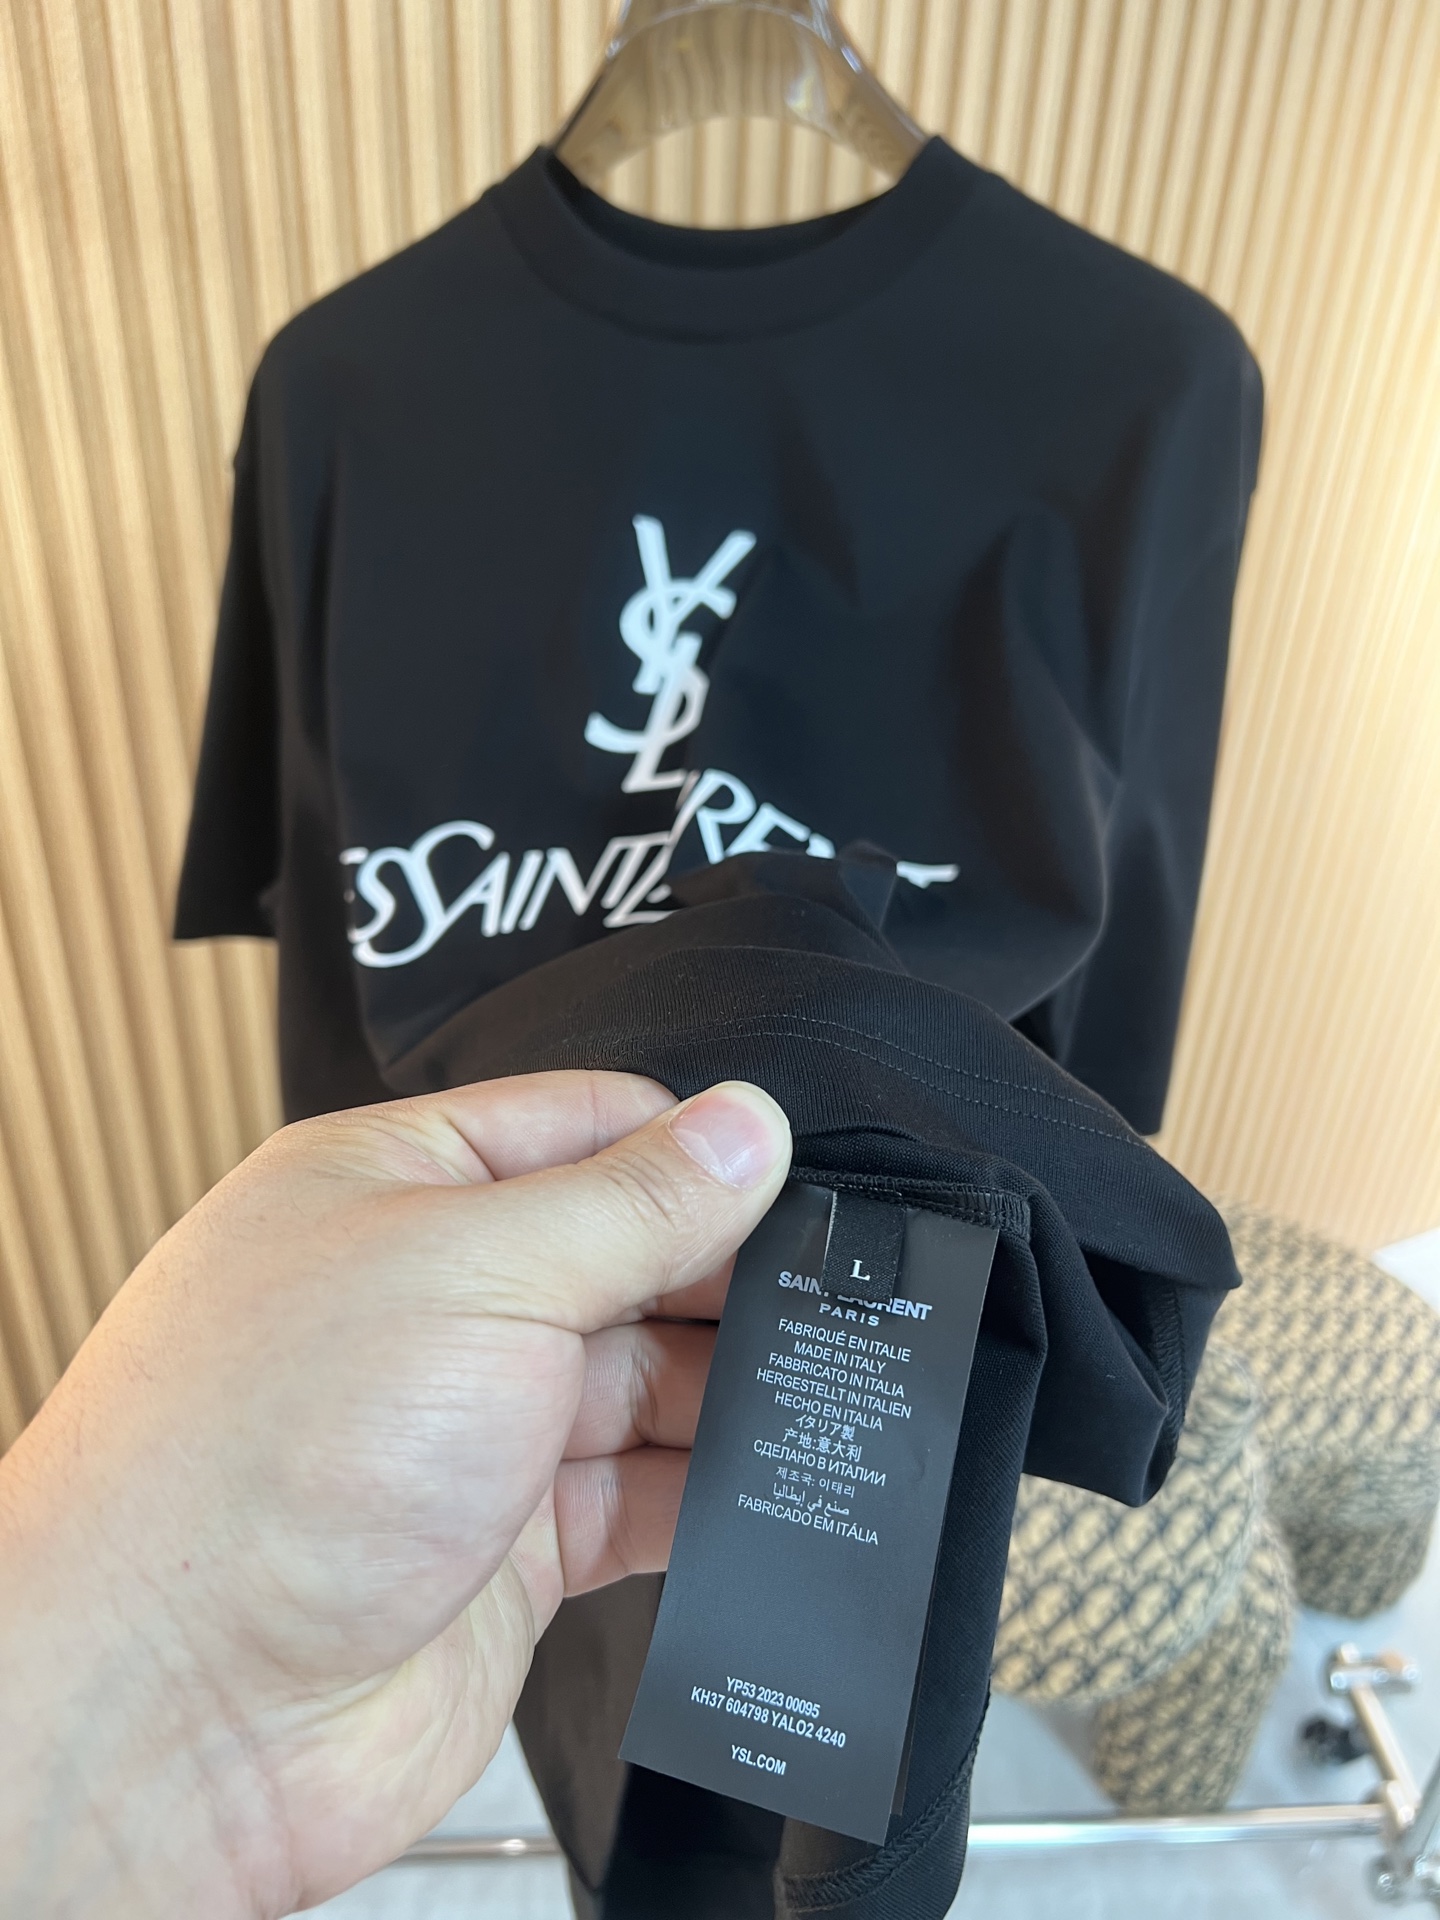 YSL
ESSAINTLAURENT
L
SAINT LAURENT
PARIS
FABRIQUÉ EN ITALIE
MADE IN ITALY
FABBRICATO IN ITALIA
HERGESTELLT IN ITALIEN
HECHO EN ITALIA
イタリア製
产地:意大利
СДЕЛАНО В ИТАЛИИ
제조국: 이태리
صنع في إيطاليا
FABRICADO EM ITÁLIA
YP53 2023 00095
KH37 604798 YALO2 4240
YSL.COM